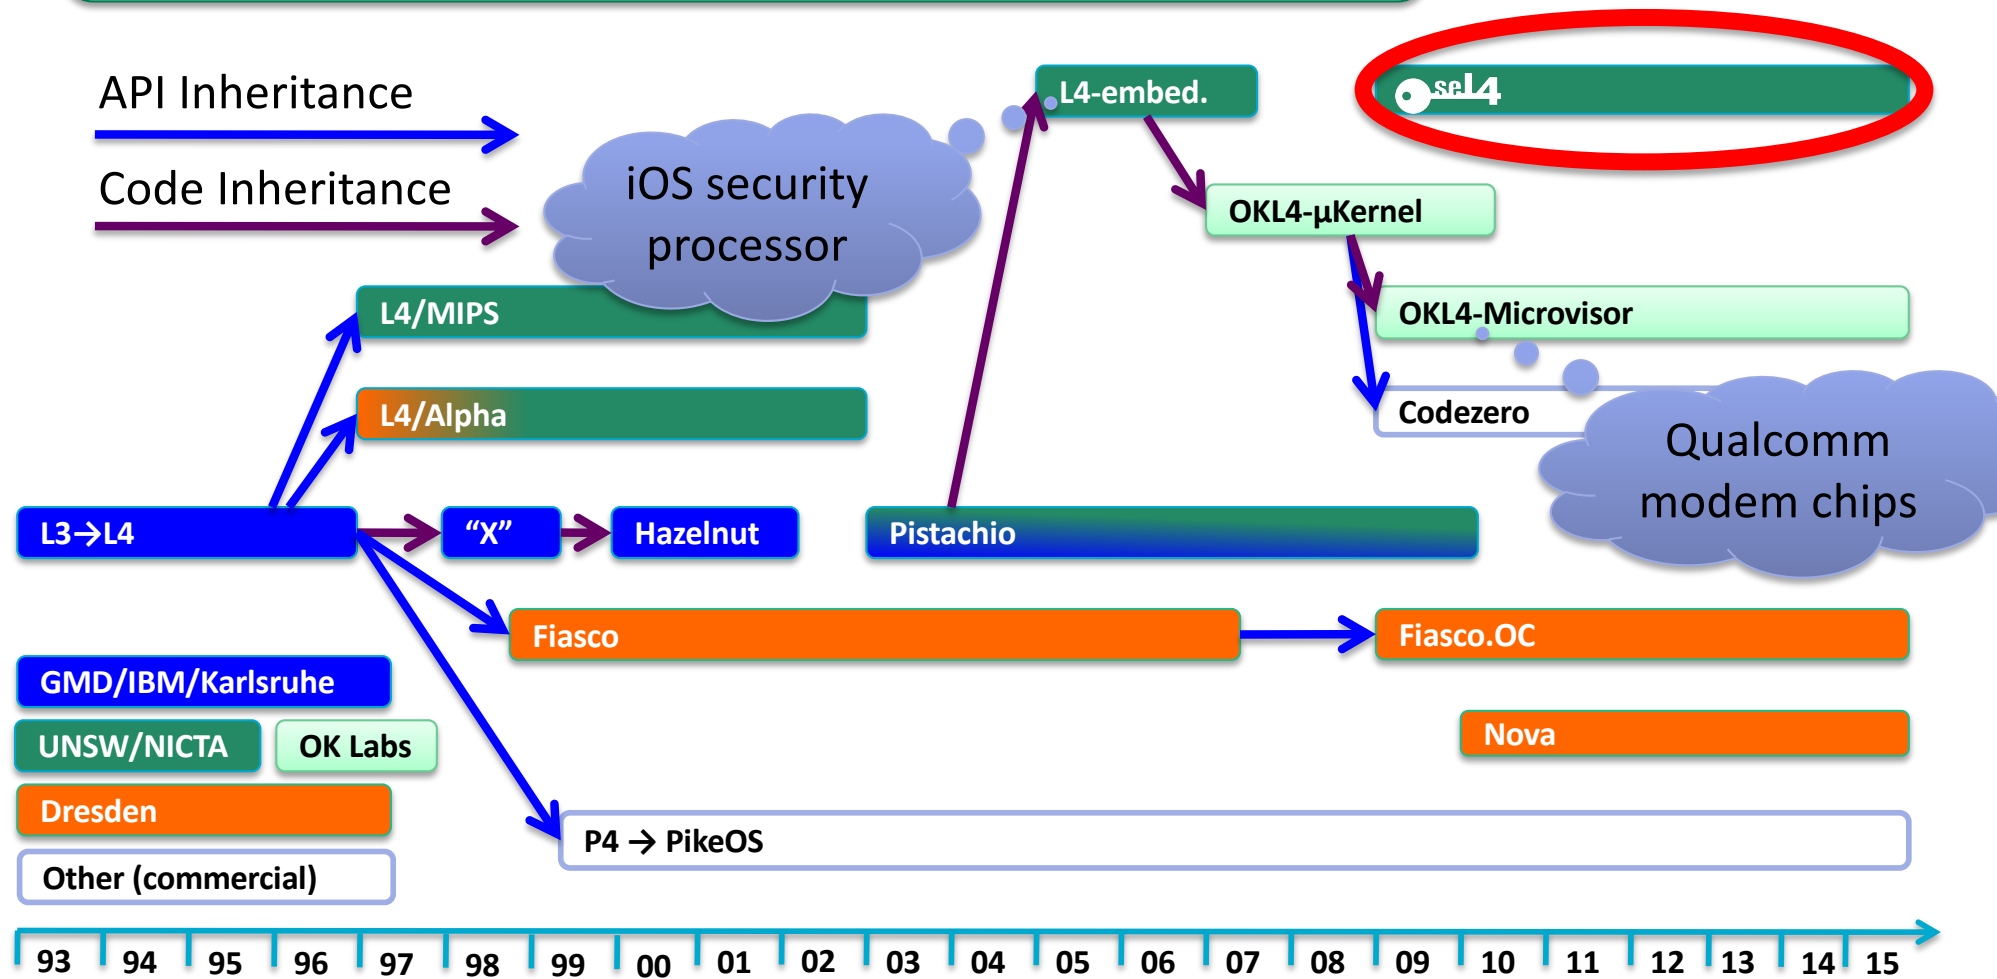 API Inheritance
Code Inheritance
iOS security
processor
L4-embed.
seL4
OKL4-µKernel
L4/MIPS
OKL4-Microvisor
L4/Alpha
Codezero
Qualcomm
modem chips
L3→L4
“X”
Hazelnut
Pistachio
Fiasco
Fiasco.OC
GMD/IBM/Karlsruhe
Nova
UNSW/NICTA
OK Labs
Dresden
P4 → PikeOS
Other (commercial)
93 94 95 96 97 98 99 00 01 02 03 04 05 06 07 08 09 10 11 12 13 14 15